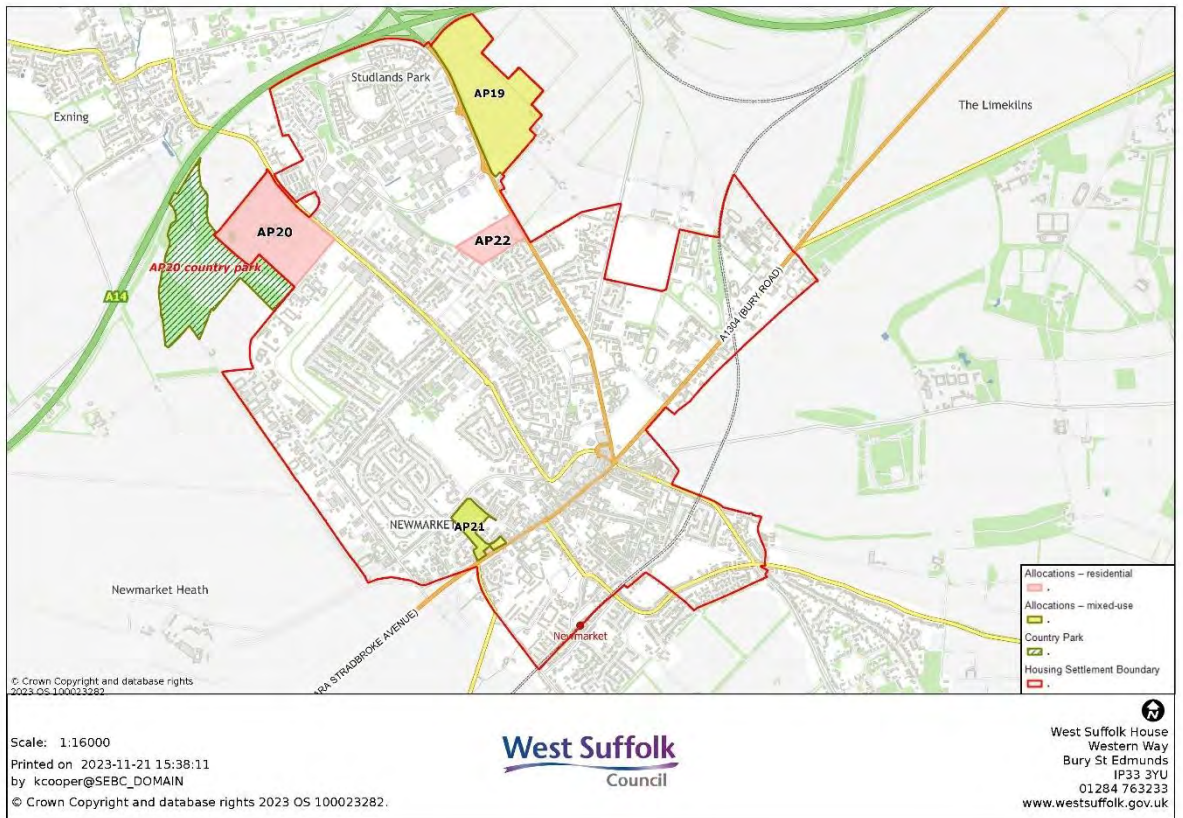 Studlands Park
AP19
The Limekilns
Exning
AP20
AP22
AP20 country park
A14
A1304 (BURY ROAD)
NEWMARKET
AP21
Newmarket Heath
Newmarket
RA STRADBROKE AVENUE)
Allocations – residential
.
Allocations – mixed-use
.
Country Park
.
Housing Settlement Boundary
.
© Crown Copyright and database rights
2023 OS 100023282.
N
Scale: 1:16000
Printed on 2023-11-21 15:38:11
by kcooper@SEBC_DOMAIN
© Crown Copyright and database rights 2023 OS 100023282.
West Suffolk
Council
West Suffolk House
Western Way
Bury St Edmunds
IP33 3YU
01284 763233
www.westsuffolk.gov.uk